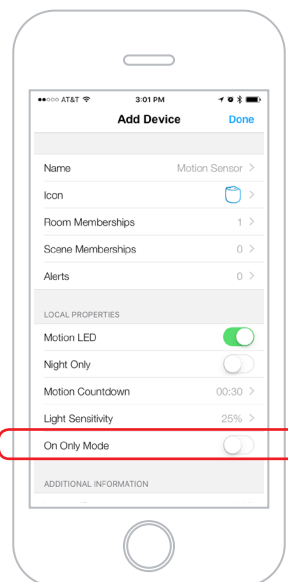 AT&T 3:01 PM
Add Device Done
Name Motion Sensor >
Icon >
Room Memberships 1 >
Scene Memberships 0 >
Alerts 0 >
LOCAL PROPERTIES
Motion LED
Night Only
Motion Countdown 00:30 >
Light Sensitivity 25% >
On Only Mode
ADDITIONAL INFORMATION